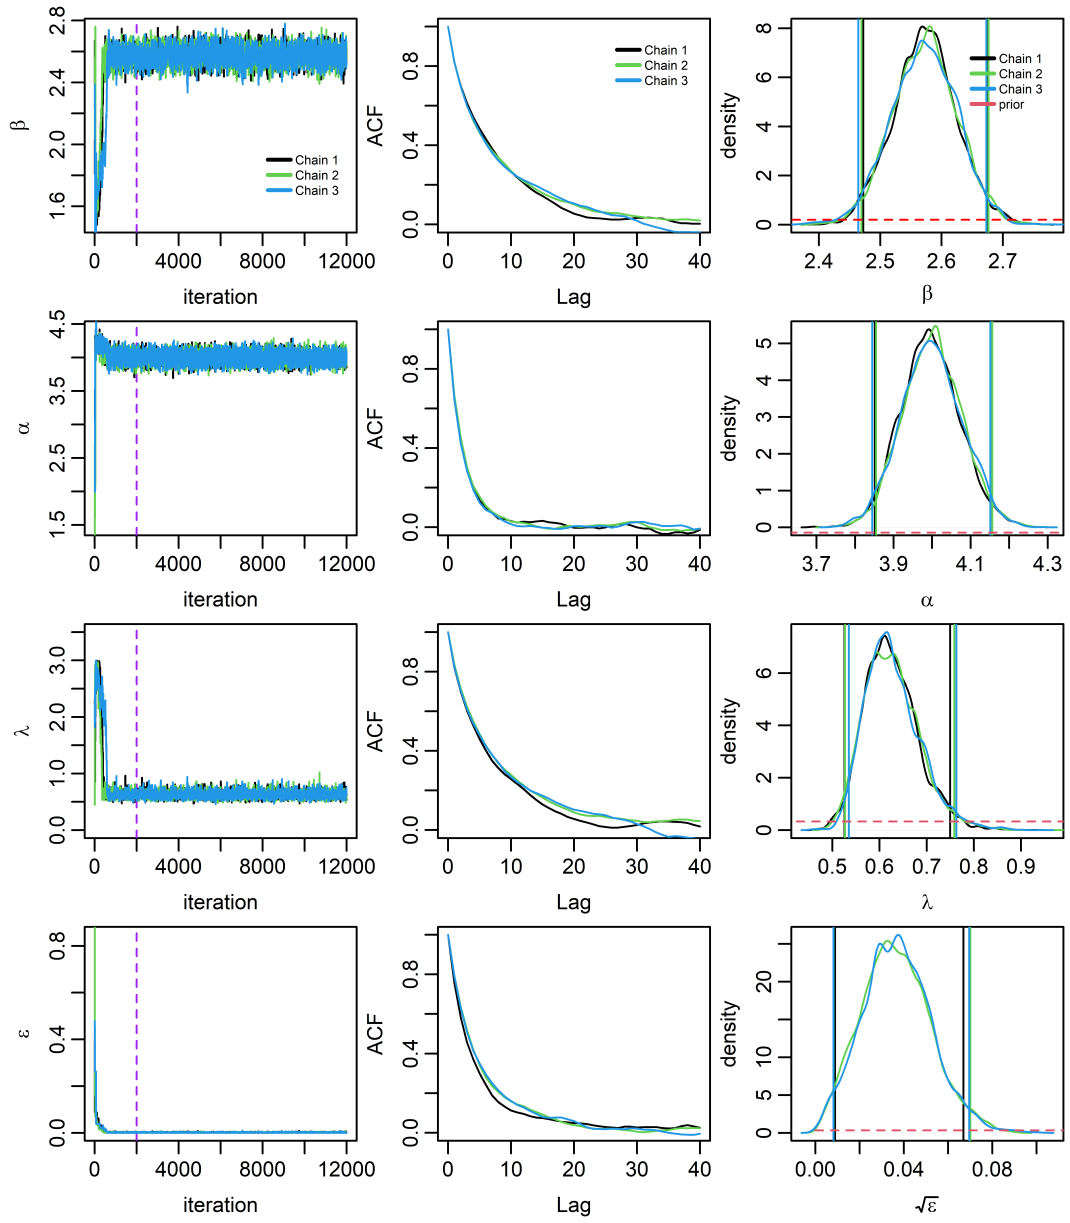 2.8
2.4
2.0
1.6
β
Chain 1
Chain 2
Chain 3
0 4000 8000 12000
iteration
0.8
0.4
0.0
ACF
Chain 1
Chain 2
Chain 3
0 10 20 30 40
Lag
8
6
4
2
0
density
Chain 1
Chain 2
Chain 3
prior
2.4 2.5 2.6 2.7
β
4.5
3.5
2.5
1.5
α
0 4000 8000 12000
iteration
0.8
0.4
0.0
ACF
0 10 20 30 40
Lag
5
4
3
2
1
0
density
3.7 3.9 4.1 4.3
α
3.0
2.0
1.0
0.0
λ
0 4000 8000 12000
iteration
0.8
0.4
0.0
ACF
0 10 20 30 40
Lag
6
4
2
0
density
0.5 0.6 0.7 0.8 0.9
λ
0.8
0.4
0.0
ε
0 4000 8000 12000
iteration
0.8
0.4
0.0
ACF
0 10 20 30 40
Lag
20
10
5
0
density
0.00 0.04 0.08
√ε